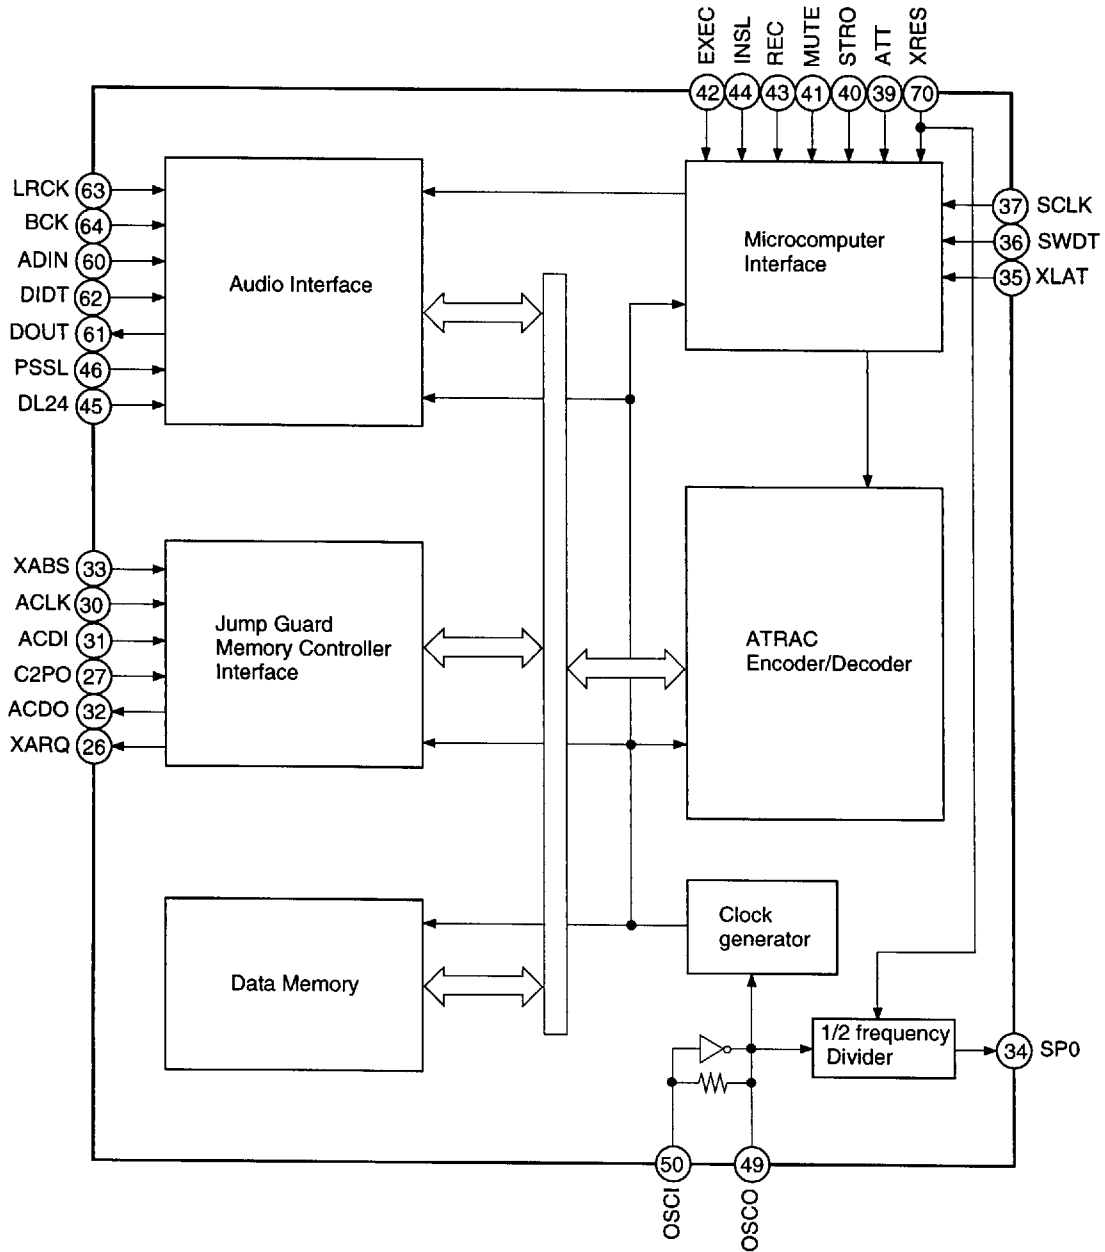 EXEC
INSL
REC
MUTE
STRO
ATT
XRES
42
44
43
41
40
39
70
LRCK 63
BCK 64
ADIN 60
DIDT 62
DOUT 61
PSSL 46
DL24 45
Audio Interface
Microcomputer
Interface
37 SCLK
36 SWDT
35 XLAT
XABS 33
ACLK 30
ACDI 31
C2PO 27
ACDO 32
XARQ 26
Jump Guard
Memory Controller
Interface
ATRAC
Encoder/Decoder
Data Memory
Clock
generator
1/2 frequency
Divider
34 SP0
50
49
OSCI
OSCO